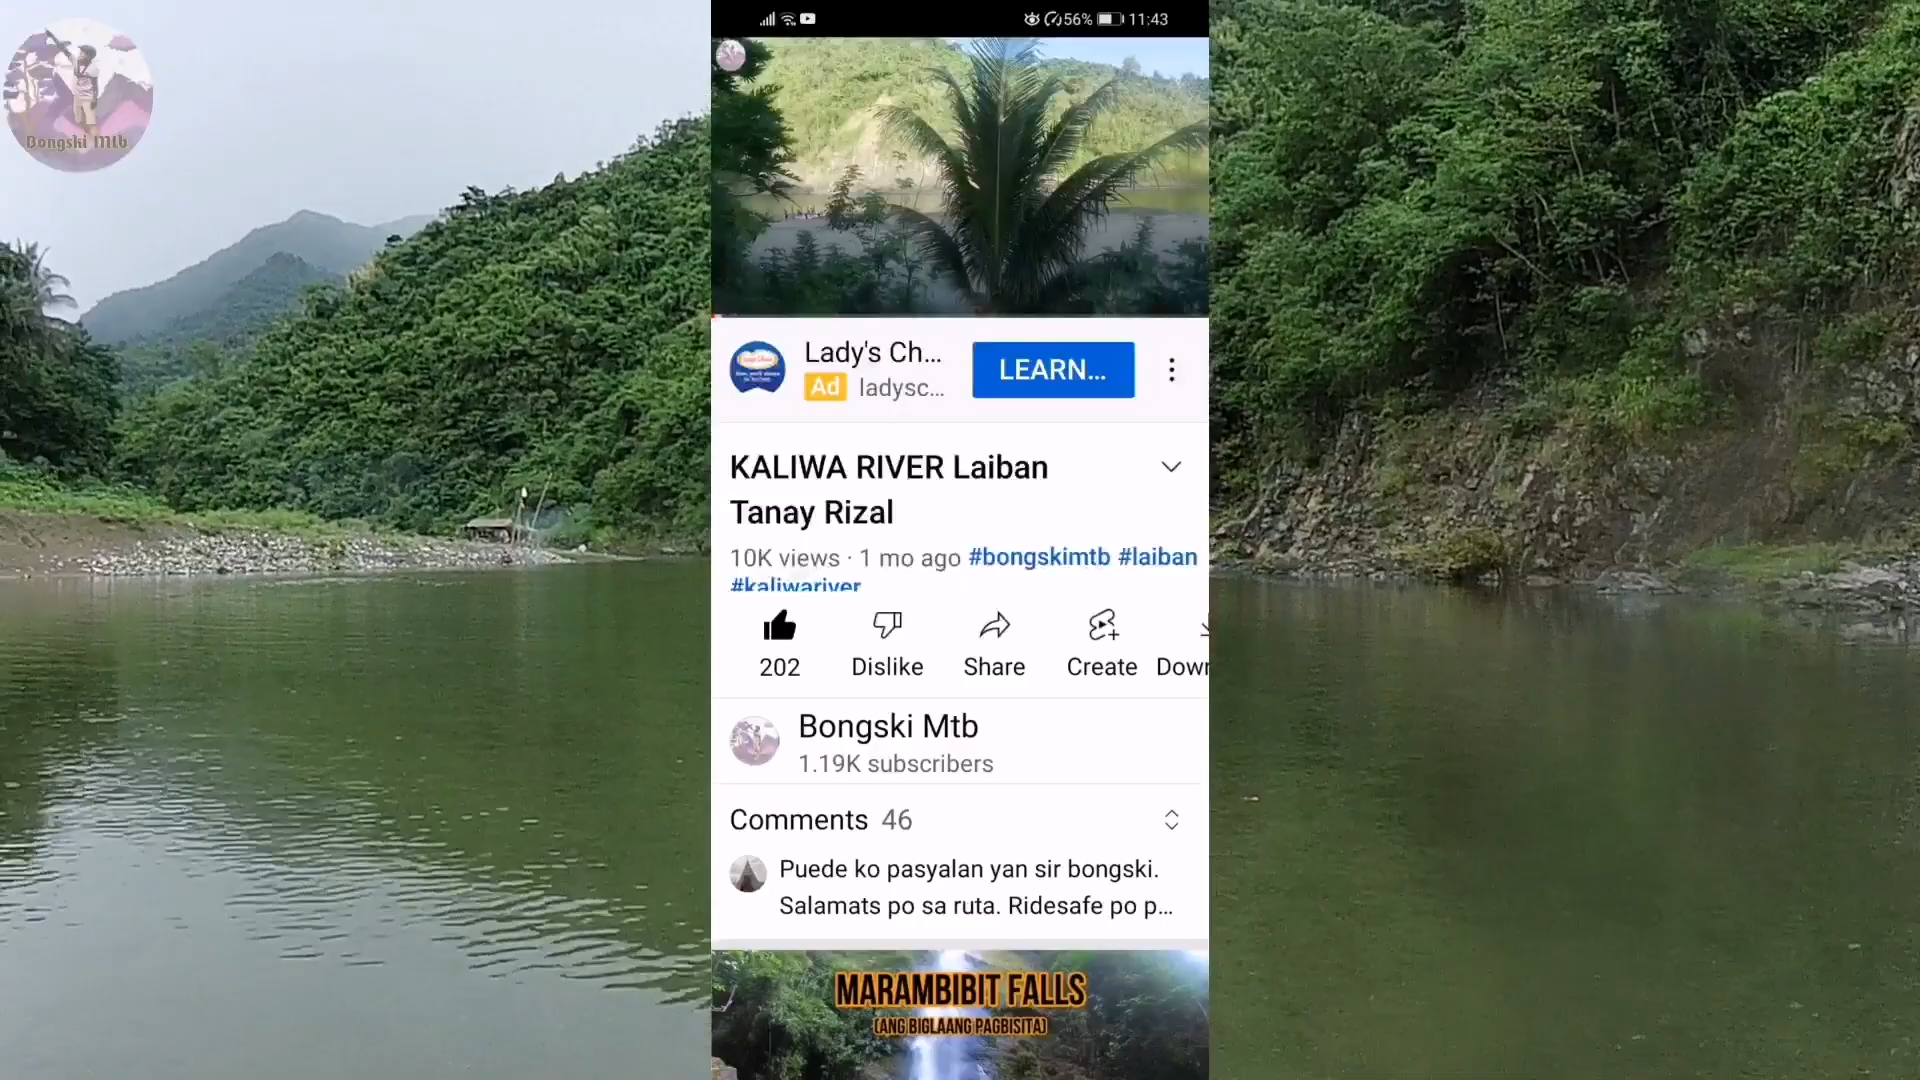 Bongski Mtb
56% 11:43
Lady's Ch...
LEARN...
Ad ladysc...
KALIWA RIVER Laiban
Tanay Rizal
10K views · 1 mo ago #bongskimtb #laiban
#kaliwariver
202 Dislike Share Create Down
Bongski Mtb
1.19K subscribers
Comments 46
Puede ko pasyalan yan sir bongski.
Salamats po sa ruta. Ridesafe po p...
MARAMBIBIT FALLS
(ANG BIGLAANG PAGBISITA)